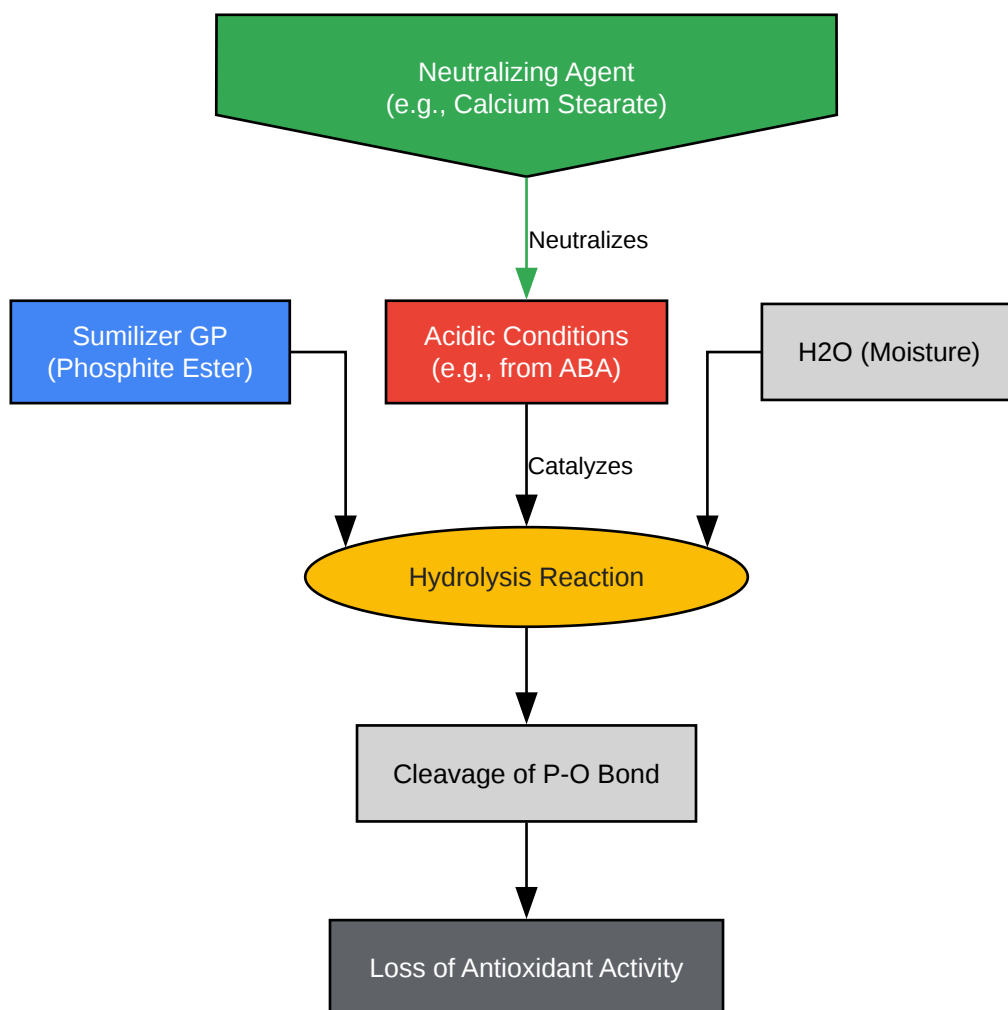 Neutralizing Agent
(e.g., Calcium Stearate)
Neutralizes
Sumilizer GP
(Phosphite Ester)
Acidic Conditions
(e.g., from ABA)
H2O (Moisture)
Catalyzes
Hydrolysis Reaction
Cleavage of P-O Bond
Loss of Antioxidant Activity